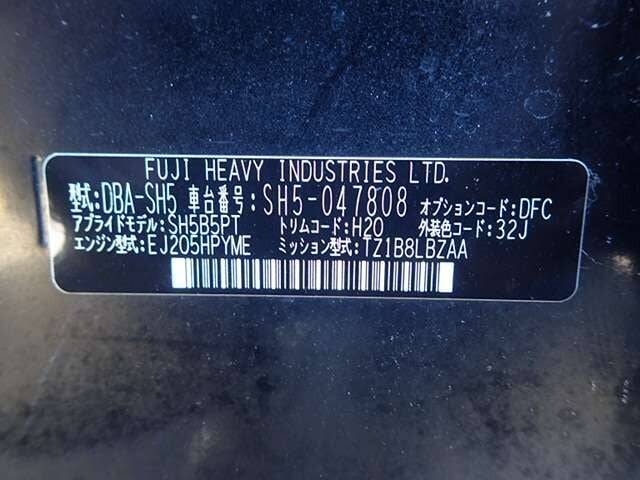 FUJI HEAVY INDUSTRIES LTD.
型式:DBA-SH5 車台番号:SH5-047808 オプションコード:DFC
アプライドモデル:SH5B5PT トリムコード:H20 外装色コード:32J
エンジン型式:EJ205HPYME ミッション型式:TZ1B8LBZAA